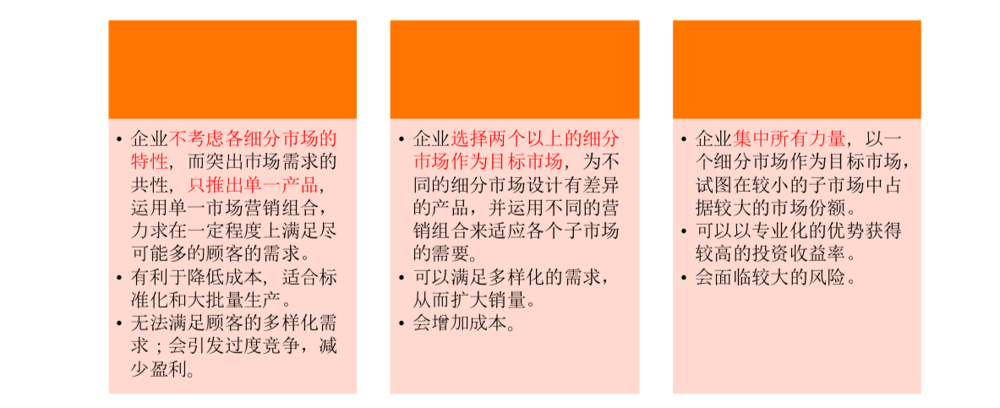 • 企业不考虑各细分市场的
特性，而突出市场需求的
共性，只推出单一产品，
运用单一市场营销组合，
力求在一定程度上满足尽
可能多的顾客的需求。
• 有利于降低成本，适合标
准化和大批量生产。
• 无法满足顾客的多样化需
求；会引发过度竞争，减
少盈利。
• 企业选择两个以上的细分
市场作为目标市场，为不
同的细分市场设计有差异
的产品，并运用不同的营
销组合来适应各个子市场
的需要。
• 可以满足多样化的需求，
从而扩大销量。
• 会增加成本。
• 企业集中所有力量，以一
个细分市场作为目标市场，
试图在较小的子市场中占
据较大的市场份额。
• 可以以专业化的优势获得
较高的投资收益率。
• 会面临较大的风险。